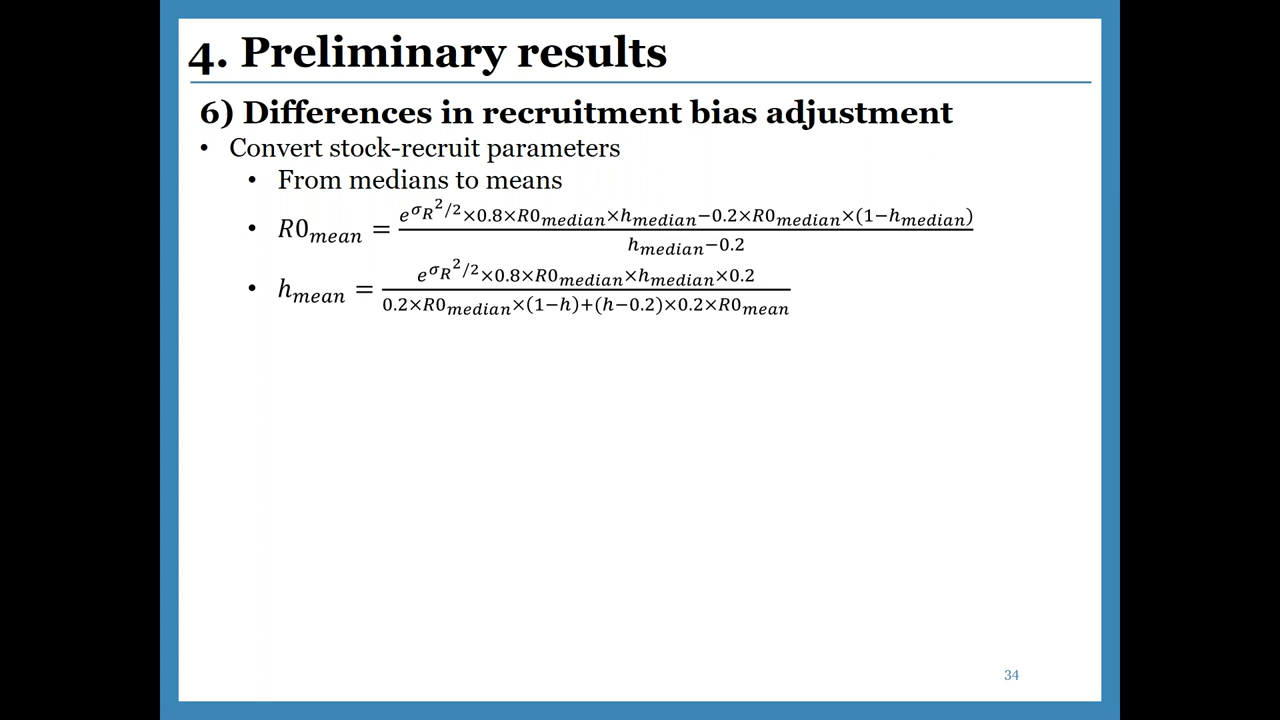 4. Preliminary results
6) Differences in recruitment bias adjustment
• Convert stock-recruit parameters
• From medians to means
• R0_mean = (e^(σ_R^2/2)×0.8×R0_median×h_median−0.2×R0_median×(1−h_median))/(h_median−0.2)
• h_mean = (e^(σ_R^2/2)×0.8×R0_median×h_median×0.2)/(0.2×R0_median×(1−h)+(h−0.2)×0.2×R0_mean)
34